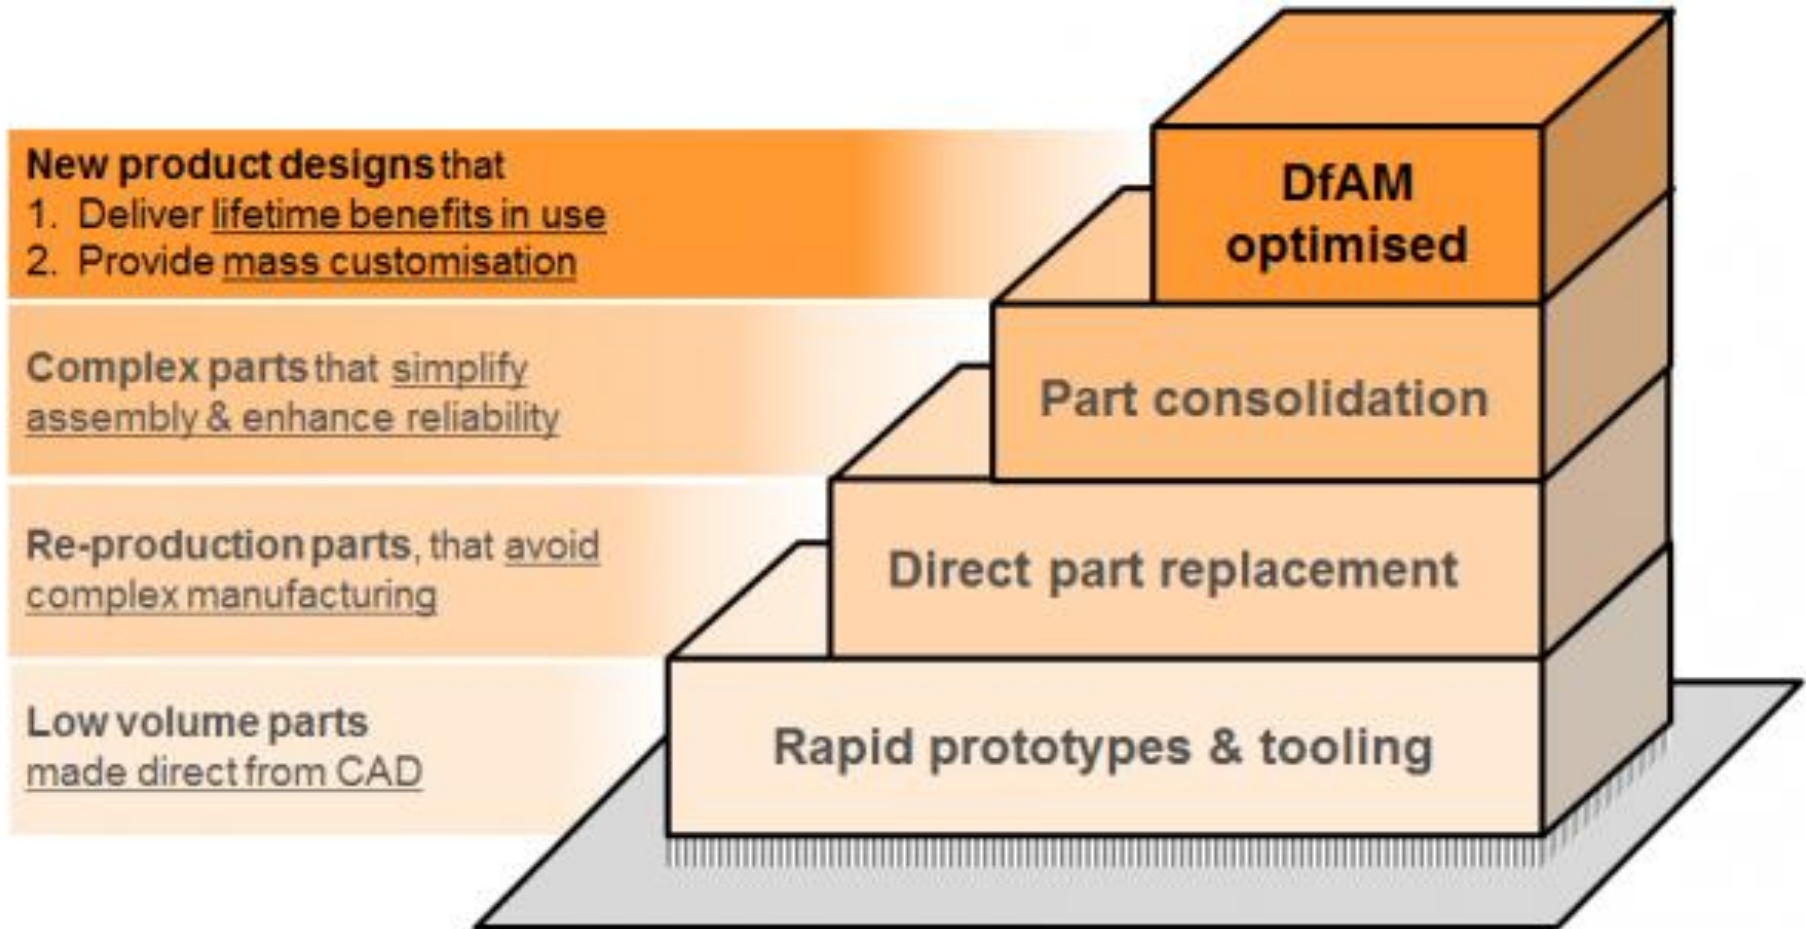 New product designs that
1. Deliver lifetime benefits in use
2. Provide mass customisation
DfAM
optimised
Complex parts that simplify
assembly & enhance reliability
Part consolidation
Re-production parts, that avoid
complex manufacturing
Direct part replacement
Low volume parts
made direct from CAD
Rapid prototypes & tooling